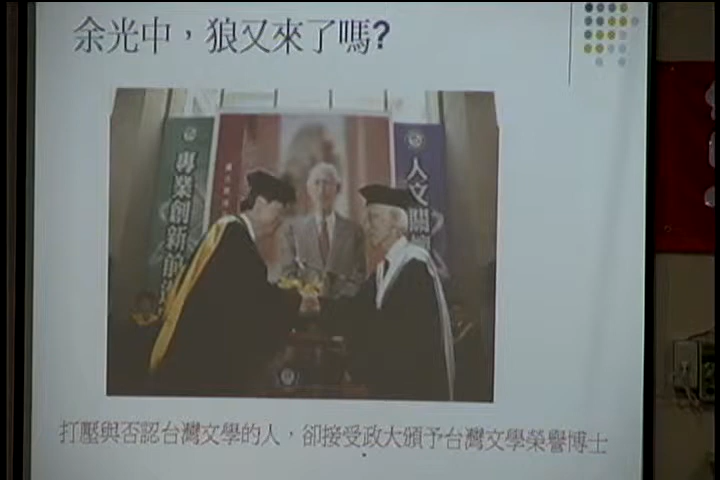 余光中，狼又來了嗎?
專業創新前
人文關
打壓與否認台灣文學的人，卻接受政大頒予台灣文學榮譽博士